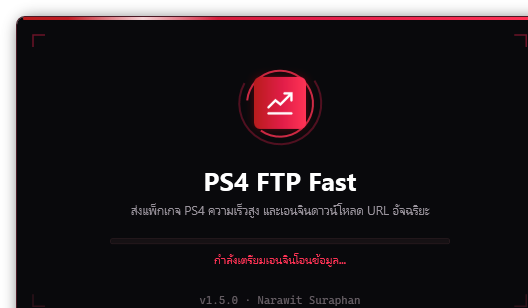 PS4 FTP Fast
ส่งแพ็กเกจ PS4 ความเร็วสูง และเอนจินดาวน์โหลด URL อัจฉริยะ
กำลังเตรียมเอนจินโอนข้อมูล...
v1.5.0 · Narawit Suraphan